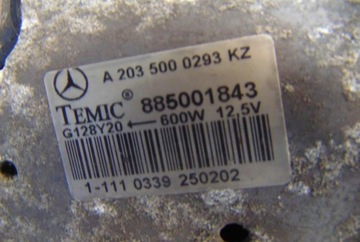 A 203 500 0293 KZ
TEMIC® 885001843
G128Y20 ← 600W 12,5V
1-111 0339 250202